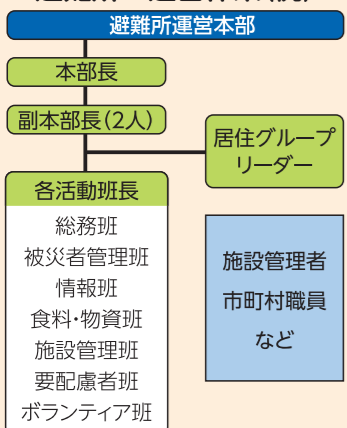 避難所運営本部
本部長
副本部長(2人)
居住グループ
リーダー
各活動班長
総務班
被災者管理班
情報班
食料・物資班
施設管理班
要配慮者班
ボランティア班
施設管理者
市町村職員
など